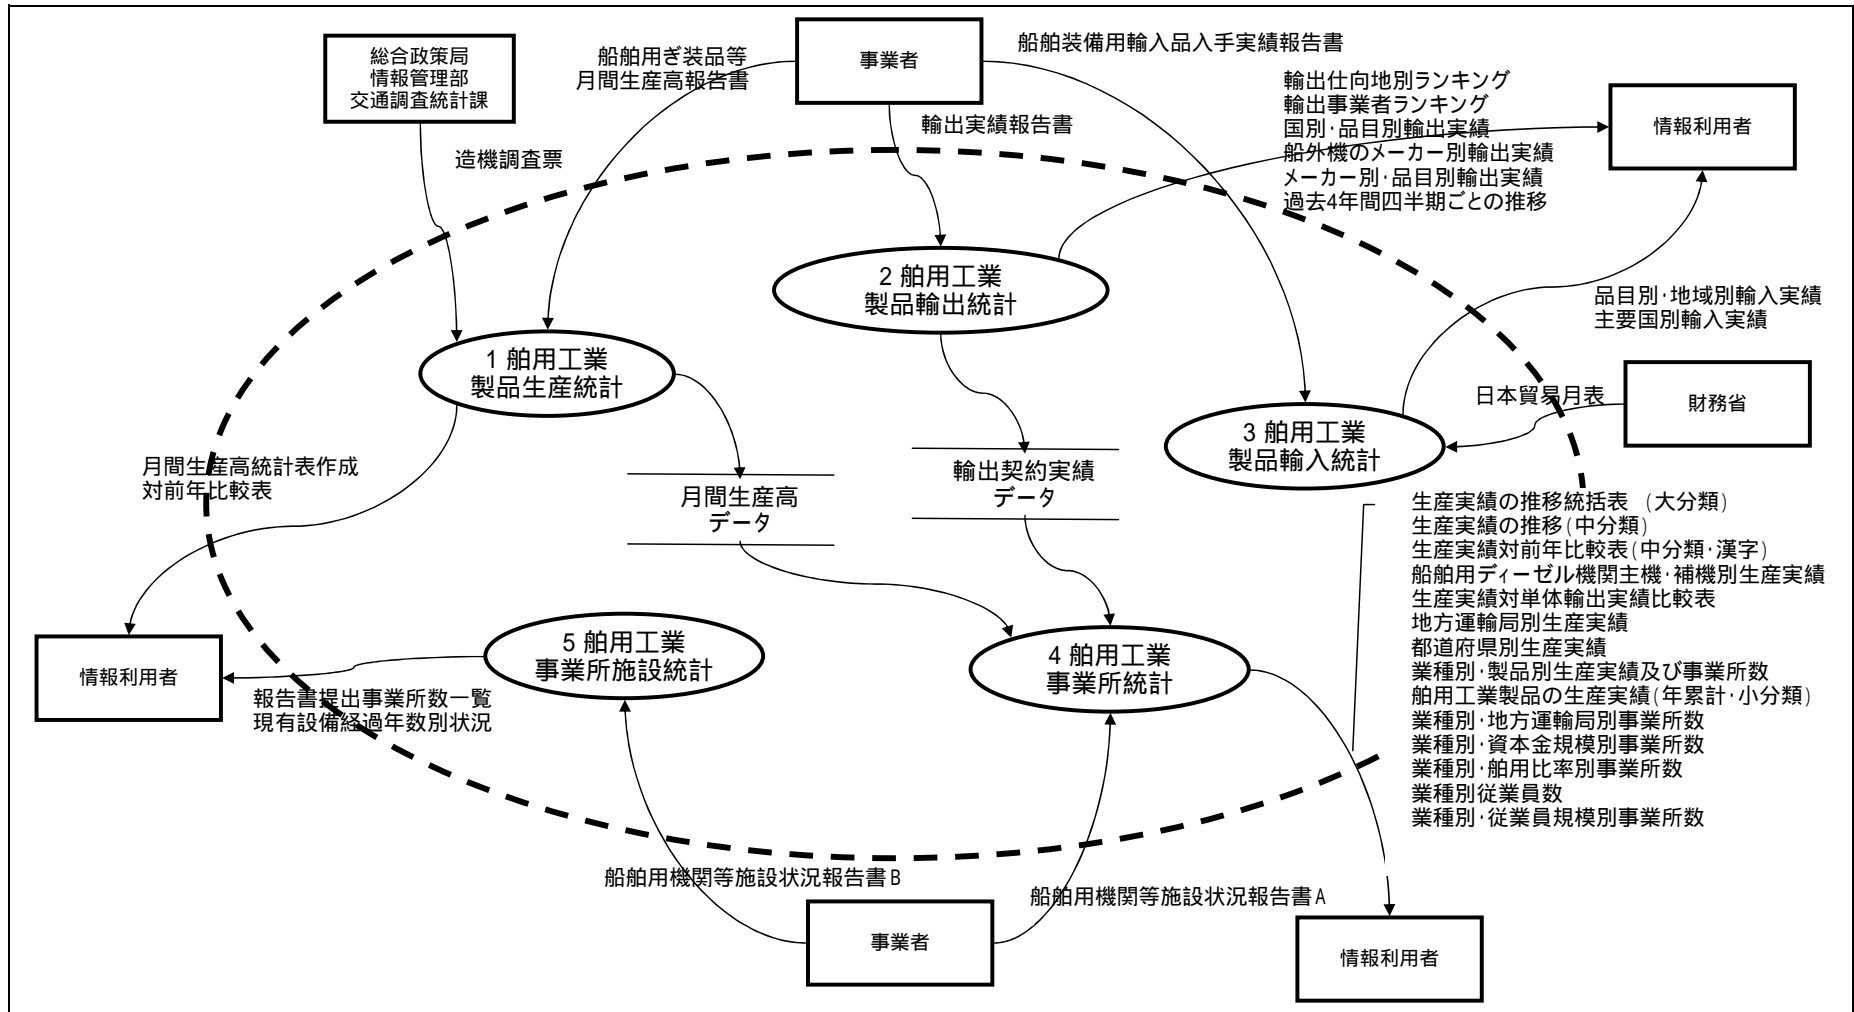 総合政策局
情報管理部
交通調査統計課
船舶用ぎ装品等
月間生産高報告書
事業者
船舶装備用輸入品入手実績報告書
輸出仕向地別ランキング
輸出事業者ランキング
国別・品目別輸出実績
船外機のメーカー別輸出実績
メーカー別・品目別輸出実績
過去4年間四半期ごとの推移
情報利用者
造機調査票
輸出実績報告書
2 舶用工業
製品輸出統計
品目別・地域別輸入実績
主要国別輸入実績
1 舶用工業
製品生産統計
日本貿易月表
財務省
3 舶用工業
製品輸入統計
月間生産高統計表作成
対前年比較表
月間生産高
データ
輸出契約実績
データ
生産実績の推移統括表 (大分類)
生産実績の推移(中分類)
生産実績対前年比較表(中分類・漢字)
船舶用ディーゼル機関主機・補機別生産実績
生産実績対単体輸出実績比較表
地方運輸局別生産実績
都道府県別生産実績
業種別・製品別生産実績及び事業所数
舶用工業製品の生産実績(年累計・小分類)
業種別・地方運輸局別事業所数
業種別・資本金規模別事業所数
業種別・舶用比率別事業所数
業種別従業員数
業種別・従業員規模別事業所数
情報利用者
5 舶用工業
事業所施設統計
4 舶用工業
事業所統計
報告書提出事業所数一覧
現有設備経過年数別状況
船舶用機関等施設状況報告書B
船舶用機関等施設状況報告書A
事業者
情報利用者